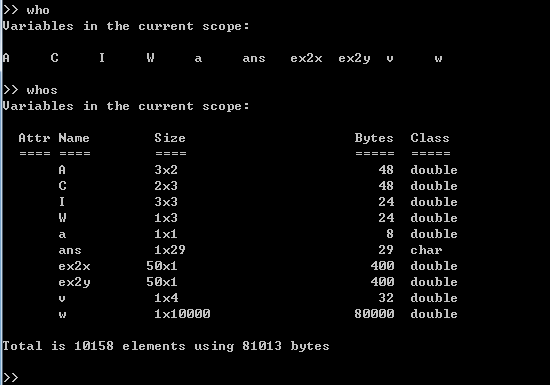 >> who
Variables in the current scope:
A C I W a ans ex2x ex2y v w
>> whos
Variables in the current scope:
Attr Name Size Bytes Class
==== ==== ==== ===== =====
A 3x2 48 double
C 2x3 48 double
I 3x3 24 double
W 1x3 24 double
a 1x1 8 double
ans 1x29 29 char
ex2x 50x1 400 double
ex2y 50x1 400 double
v 1x4 32 double
w 1x10000 80000 double
Total is 10158 elements using 81013 bytes
>>